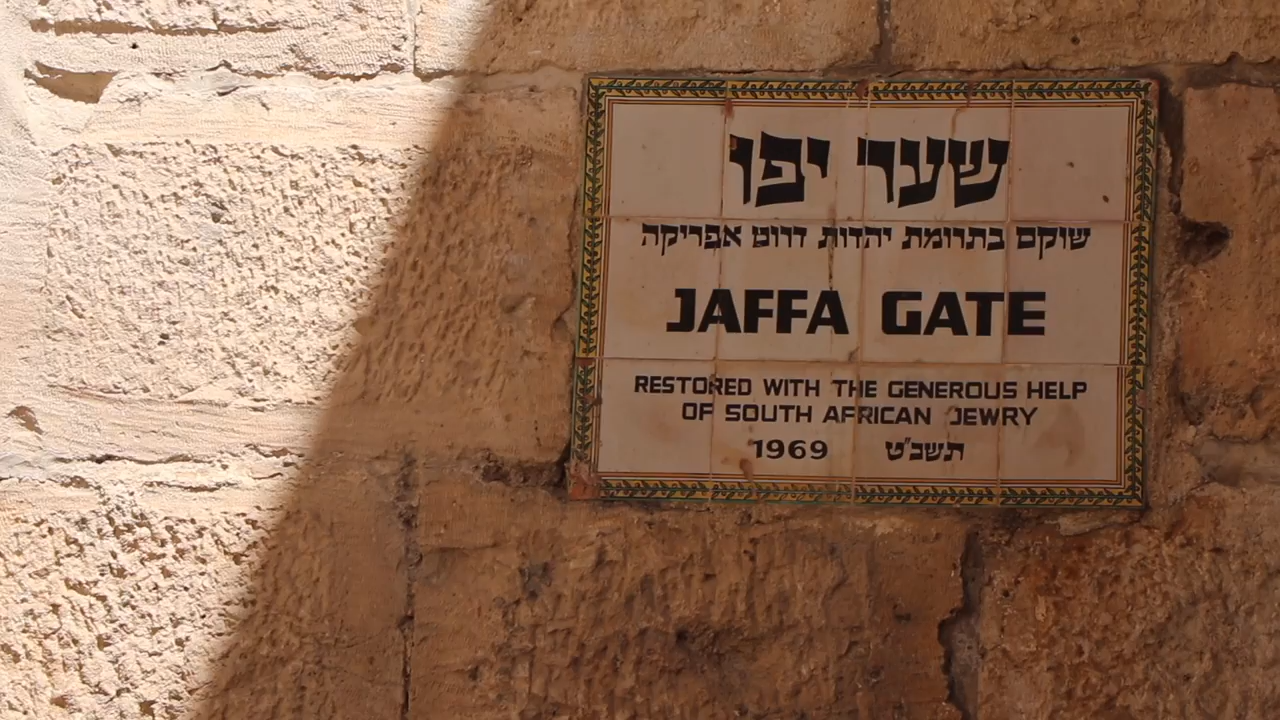 שער יפו
שוקם בתרומת יהדות דרום אפריקה
JAFFA GATE
RESTORED WITH THE GENEROUS HELP
OF SOUTH AFRICAN JEWRY
1969 תשכ"ט